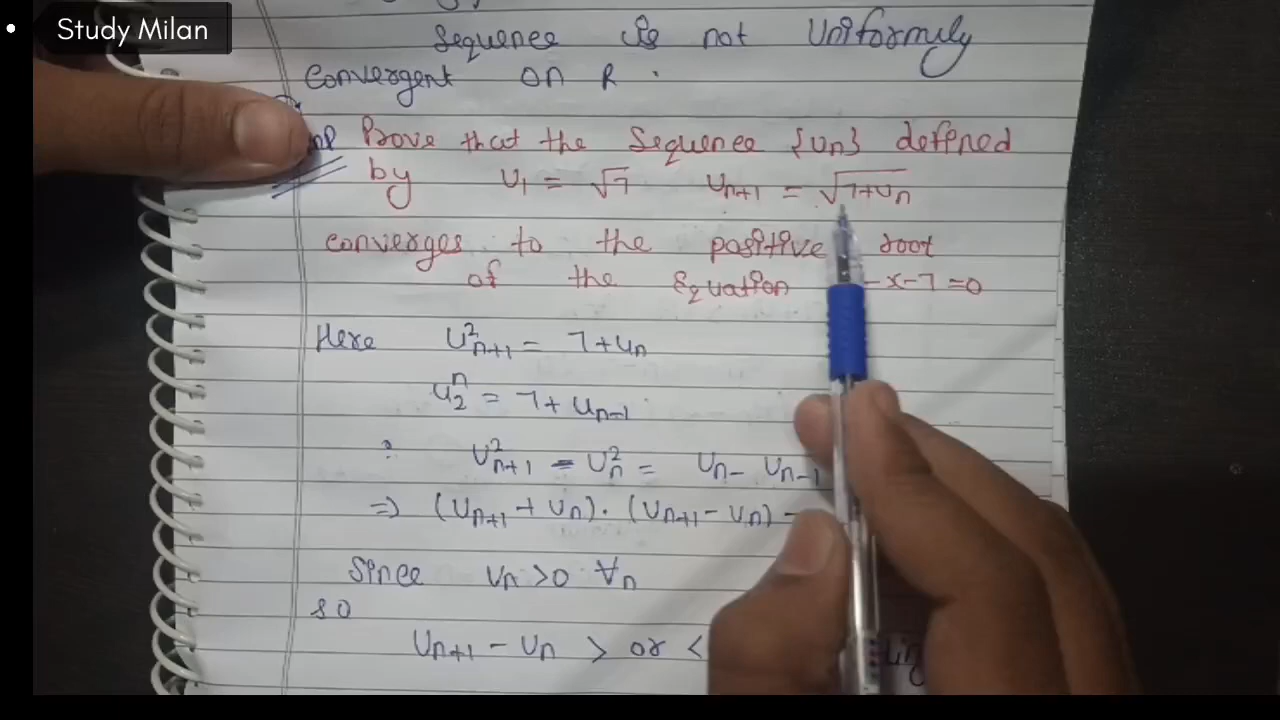 Study Milan
Sequence is not Uniformly
Convergent on R.
Imp Prove that the Sequence {Un} defined
by U1 = √7 Un+1 = √7+Un
converges to the positive root
of the Equation -x-7=0
Here U²n+1 = 7+un
u₂ⁿ = 7+un-1
∴ U²n+1 - U²n = Un - Un-1
=> (Un+1 + Un). (Un+1 - Un) -
Since Un >0 ∀n
so
Un+1 - Un > or <